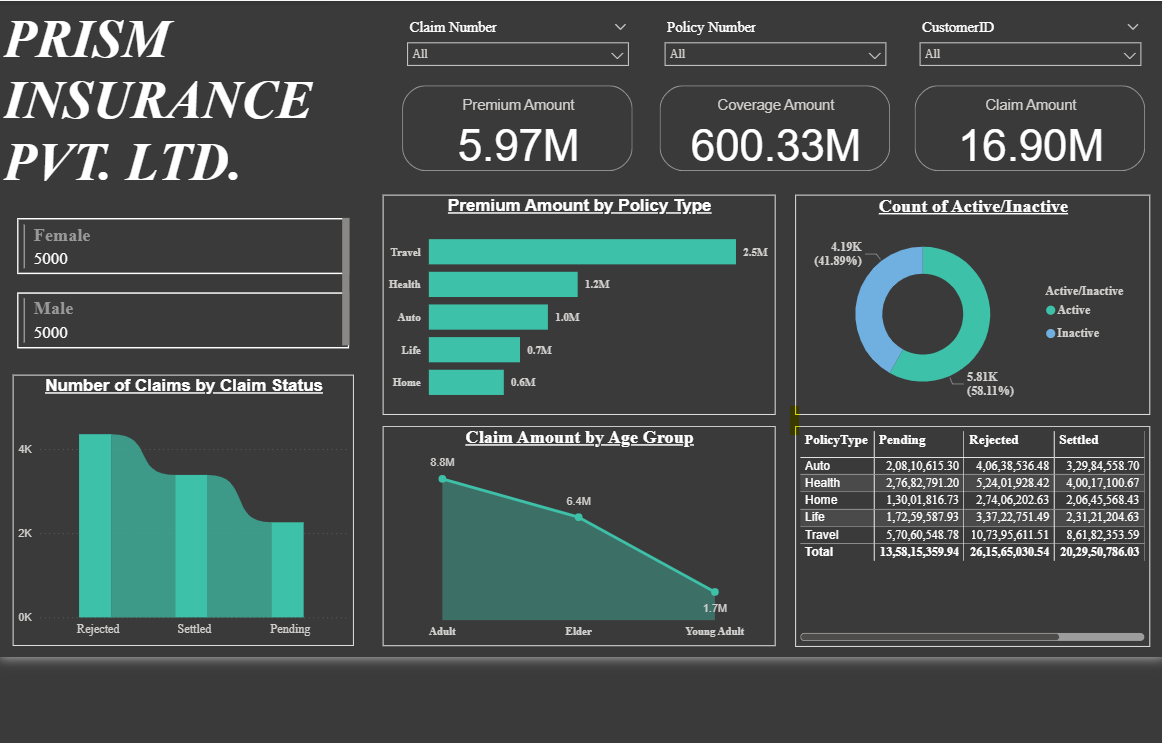 PRISM
INSURANCE
PVT. LTD.
Claim Number
All
Policy Number
All
CustomerID
All
Premium Amount
5.97M
Coverage Amount
600.33M
Claim Amount
16.90M
Female
5000
Male
5000
Number of Claims by Claim Status
4K
2K
0K
Rejected Settled Pending
Premium Amount by Policy Type
Travel 2.5M
Health 1.2M
Auto 1.0M
Life 0.7M
Home 0.6M
Claim Amount by Age Group
8.8M
6.4M
1.7M
Adult Elder Young Adult
Count of Active/Inactive
4.19K
(41.89%)
5.81K
(58.11%)
Active/Inactive
Active
Inactive
PolicyType Pending Rejected Settled
Auto 2,08,10,615.30 4,06,38,536.48 3,29,84,558.70
Health 2,76,82,791.20 5,24,01,928.42 4,00,17,100.67
Home 1,30,01,816.73 2,74,06,202.63 2,06,45,568.43
Life 1,72,59,587.93 3,37,22,751.49 2,31,21,204.63
Travel 5,70,60,548.78 10,73,95,611.51 8,61,82,353.59
Total 13,58,15,359.94 26,15,65,030.54 20,29,50,786.03